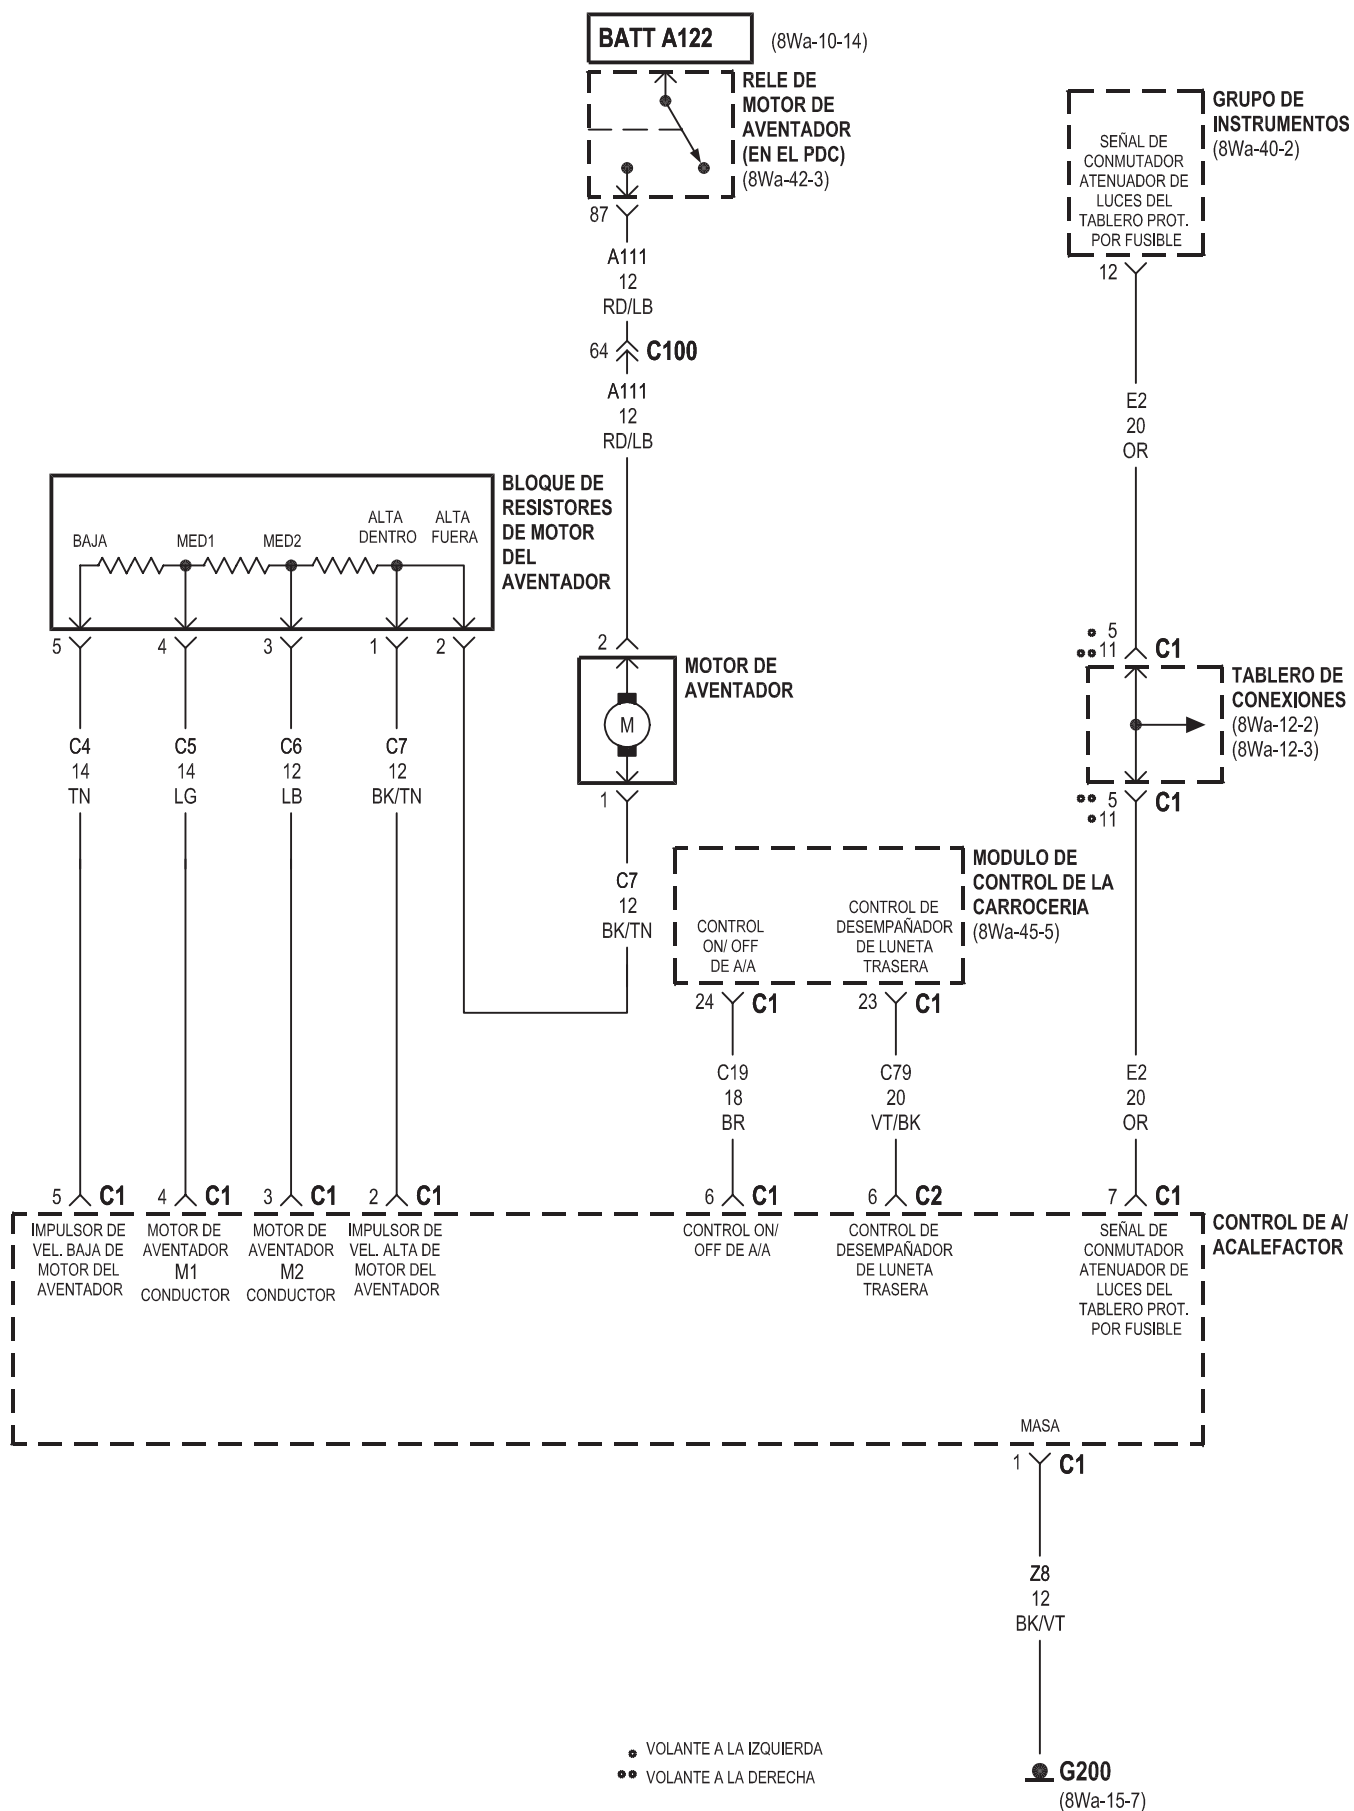 BATT A122
(8Wa-10-14)
RELE DE
MOTOR DE
AVENTADOR
(EN EL PDC)
(8Wa-42-3)
87
A111
12
RD/LB
64
C100
A111
12
RD/LB
GRUPO DE
INSTRUMENTOS
(8Wa-40-2)
SEÑAL DE
CONMUTADOR
ATENUADOR DE
LUCES DEL
TABLERO PROT.
POR FUSIBLE
12
E2
20
OR
BLOQUE DE
RESISTORES
DE MOTOR
DEL
AVENTADOR
BAJA
MED1
MED2
ALTA
DENTRO
ALTA
FUERA
5
4
3
1
2
C4
14
TN
C5
14
LG
C6
12
LB
C7
12
BK/TN
2
MOTOR DE
AVENTADOR
M
1
C7
12
BK/TN
5
11
C1
TABLERO DE
CONEXIONES
(8Wa-12-2)
(8Wa-12-3)
5
11
C1
MODULO DE
CONTROL DE LA
CARROCERIA
(8Wa-45-5)
CONTROL
ON/ OFF
DE A/A
CONTROL DE
DESEMPAÑADOR
DE LUNETA
TRASERA
24 C1
23 C1
C19
18
BR
C79
20
VT/BK
E2
20
OR
5 C1
4 C1
3 C1
2 C1
6 C1
6 C2
7 C1
CONTROL DE A/
ACALEFACTOR
IMPULSOR DE
VEL. BAJA DE
MOTOR DEL
AVENTADOR
MOTOR DE
AVENTADOR
M1
CONDUCTOR
MOTOR DE
AVENTADOR
M2
CONDUCTOR
IMPULSOR DE
VEL. ALTA DE
MOTOR DEL
AVENTADOR
CONTROL ON/
OFF DE A/A
CONTROL DE
DESEMPAÑADOR
DE LUNETA
TRASERA
SEÑAL DE
CONMUTADOR
ATENUADOR DE
LUCES DEL
TABLERO PROT.
POR FUSIBLE
MASA
1 C1
Z8
12
BK/VT
VOLANTE A LA IZQUIERDA
VOLANTE A LA DERECHA
G200
(8Wa-15-7)